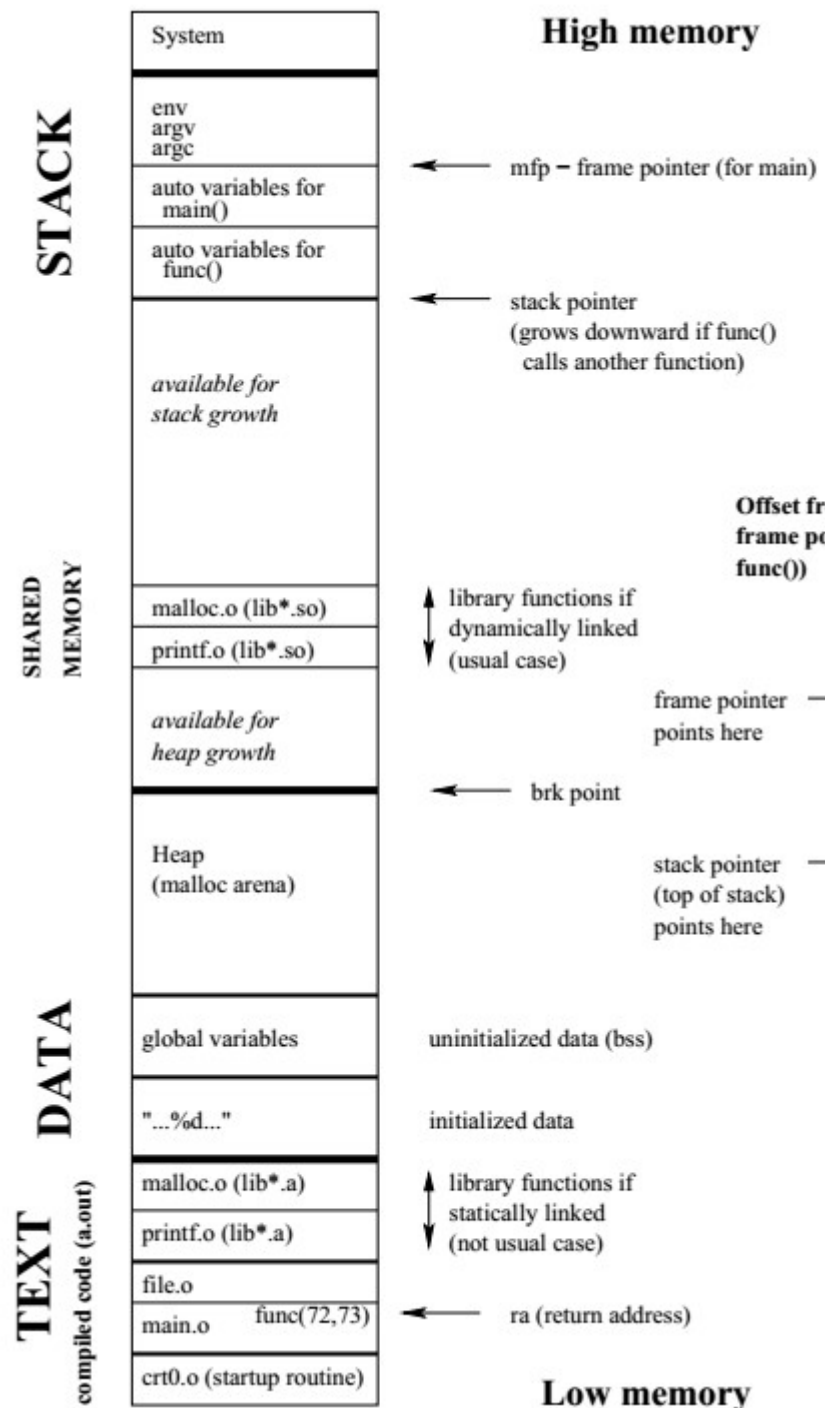 High memory
System
STACK
env
argv
argc
mfp – frame pointer (for main)
auto variables for
main()
auto variables for
func()
stack pointer
(grows downward if func()
calls another function)
available for
stack growth
Offset fr
frame po
func())
SHARED
MEMORY
malloc.o (lib*.so)
printf.o (lib*.so)
library functions if
dynamically linked
(usual case)
available for
heap growth
frame pointer
points here
brk point
Heap
(malloc arena)
stack pointer
(top of stack)
points here
DATA
global variables
uninitialized data (bss)
"...%d..."
initialized data
TEXT
compiled code (a.out)
malloc.o (lib*.a)
printf.o (lib*.a)
library functions if
statically linked
(not usual case)
file.o
main.o func(72,73)
ra (return address)
crt0.o (startup routine)
Low memory